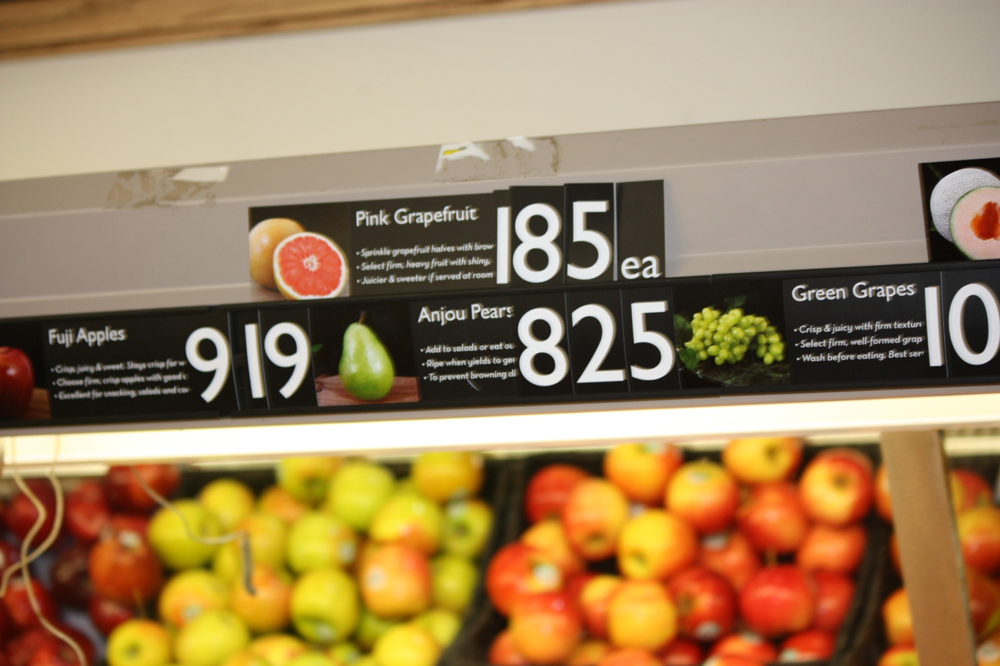 Pink Grapefruit
• Sprinkle grapefruit halves with brow
• Select firm, heavy fruit with shiny,
• Juicier & sweeter if served at room
185 ea
Fuji Apples
• Crisp, juicy & sweet. Stays crisp for w
• Choose firm, crisp apples with good c
• Excellent for snacking, salads and co
919
Anjou Pears
• Add to salads or eat ou
• Ripe when yields to ger
• To prevent browning di
825
Green Grapes
• Crisp & juicy with firm textur
• Select firm, well-formed grap
• Wash before eating. Best ser
10